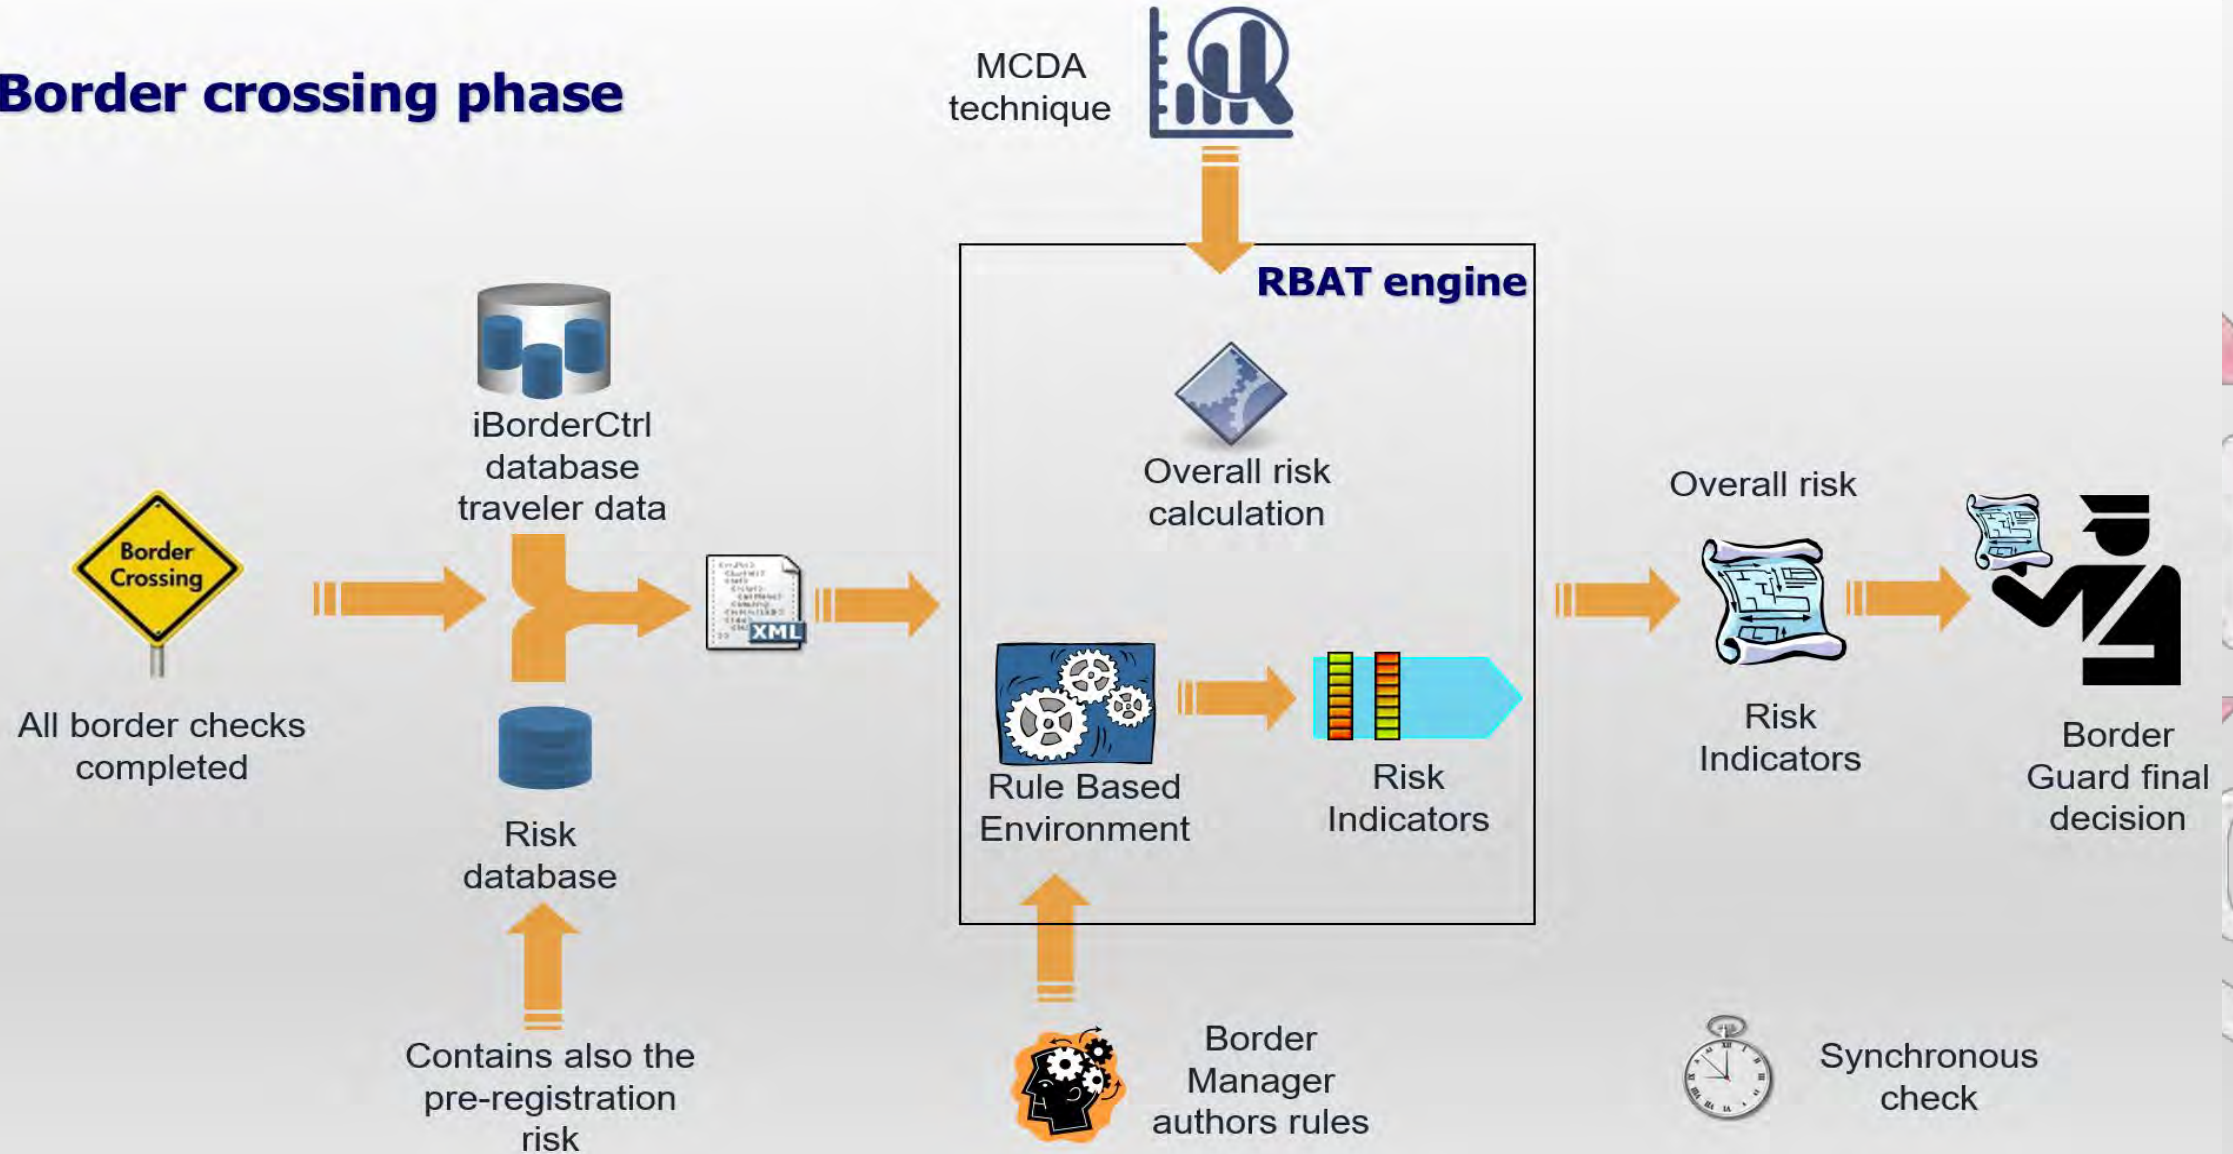 Border crossing phase
MCDA
technique
RBAT engine
iBorderCtrl
database
traveler data
Border
Crossing
All border checks
completed
XML
Risk
database
Contains also the
pre-registration
risk
Overall risk
calculation
Rule Based
Environment
Risk
Indicators
Border
Manager
authors rules
Overall risk
Risk
Indicators
Border
Guard final
decision
Synchronous
check